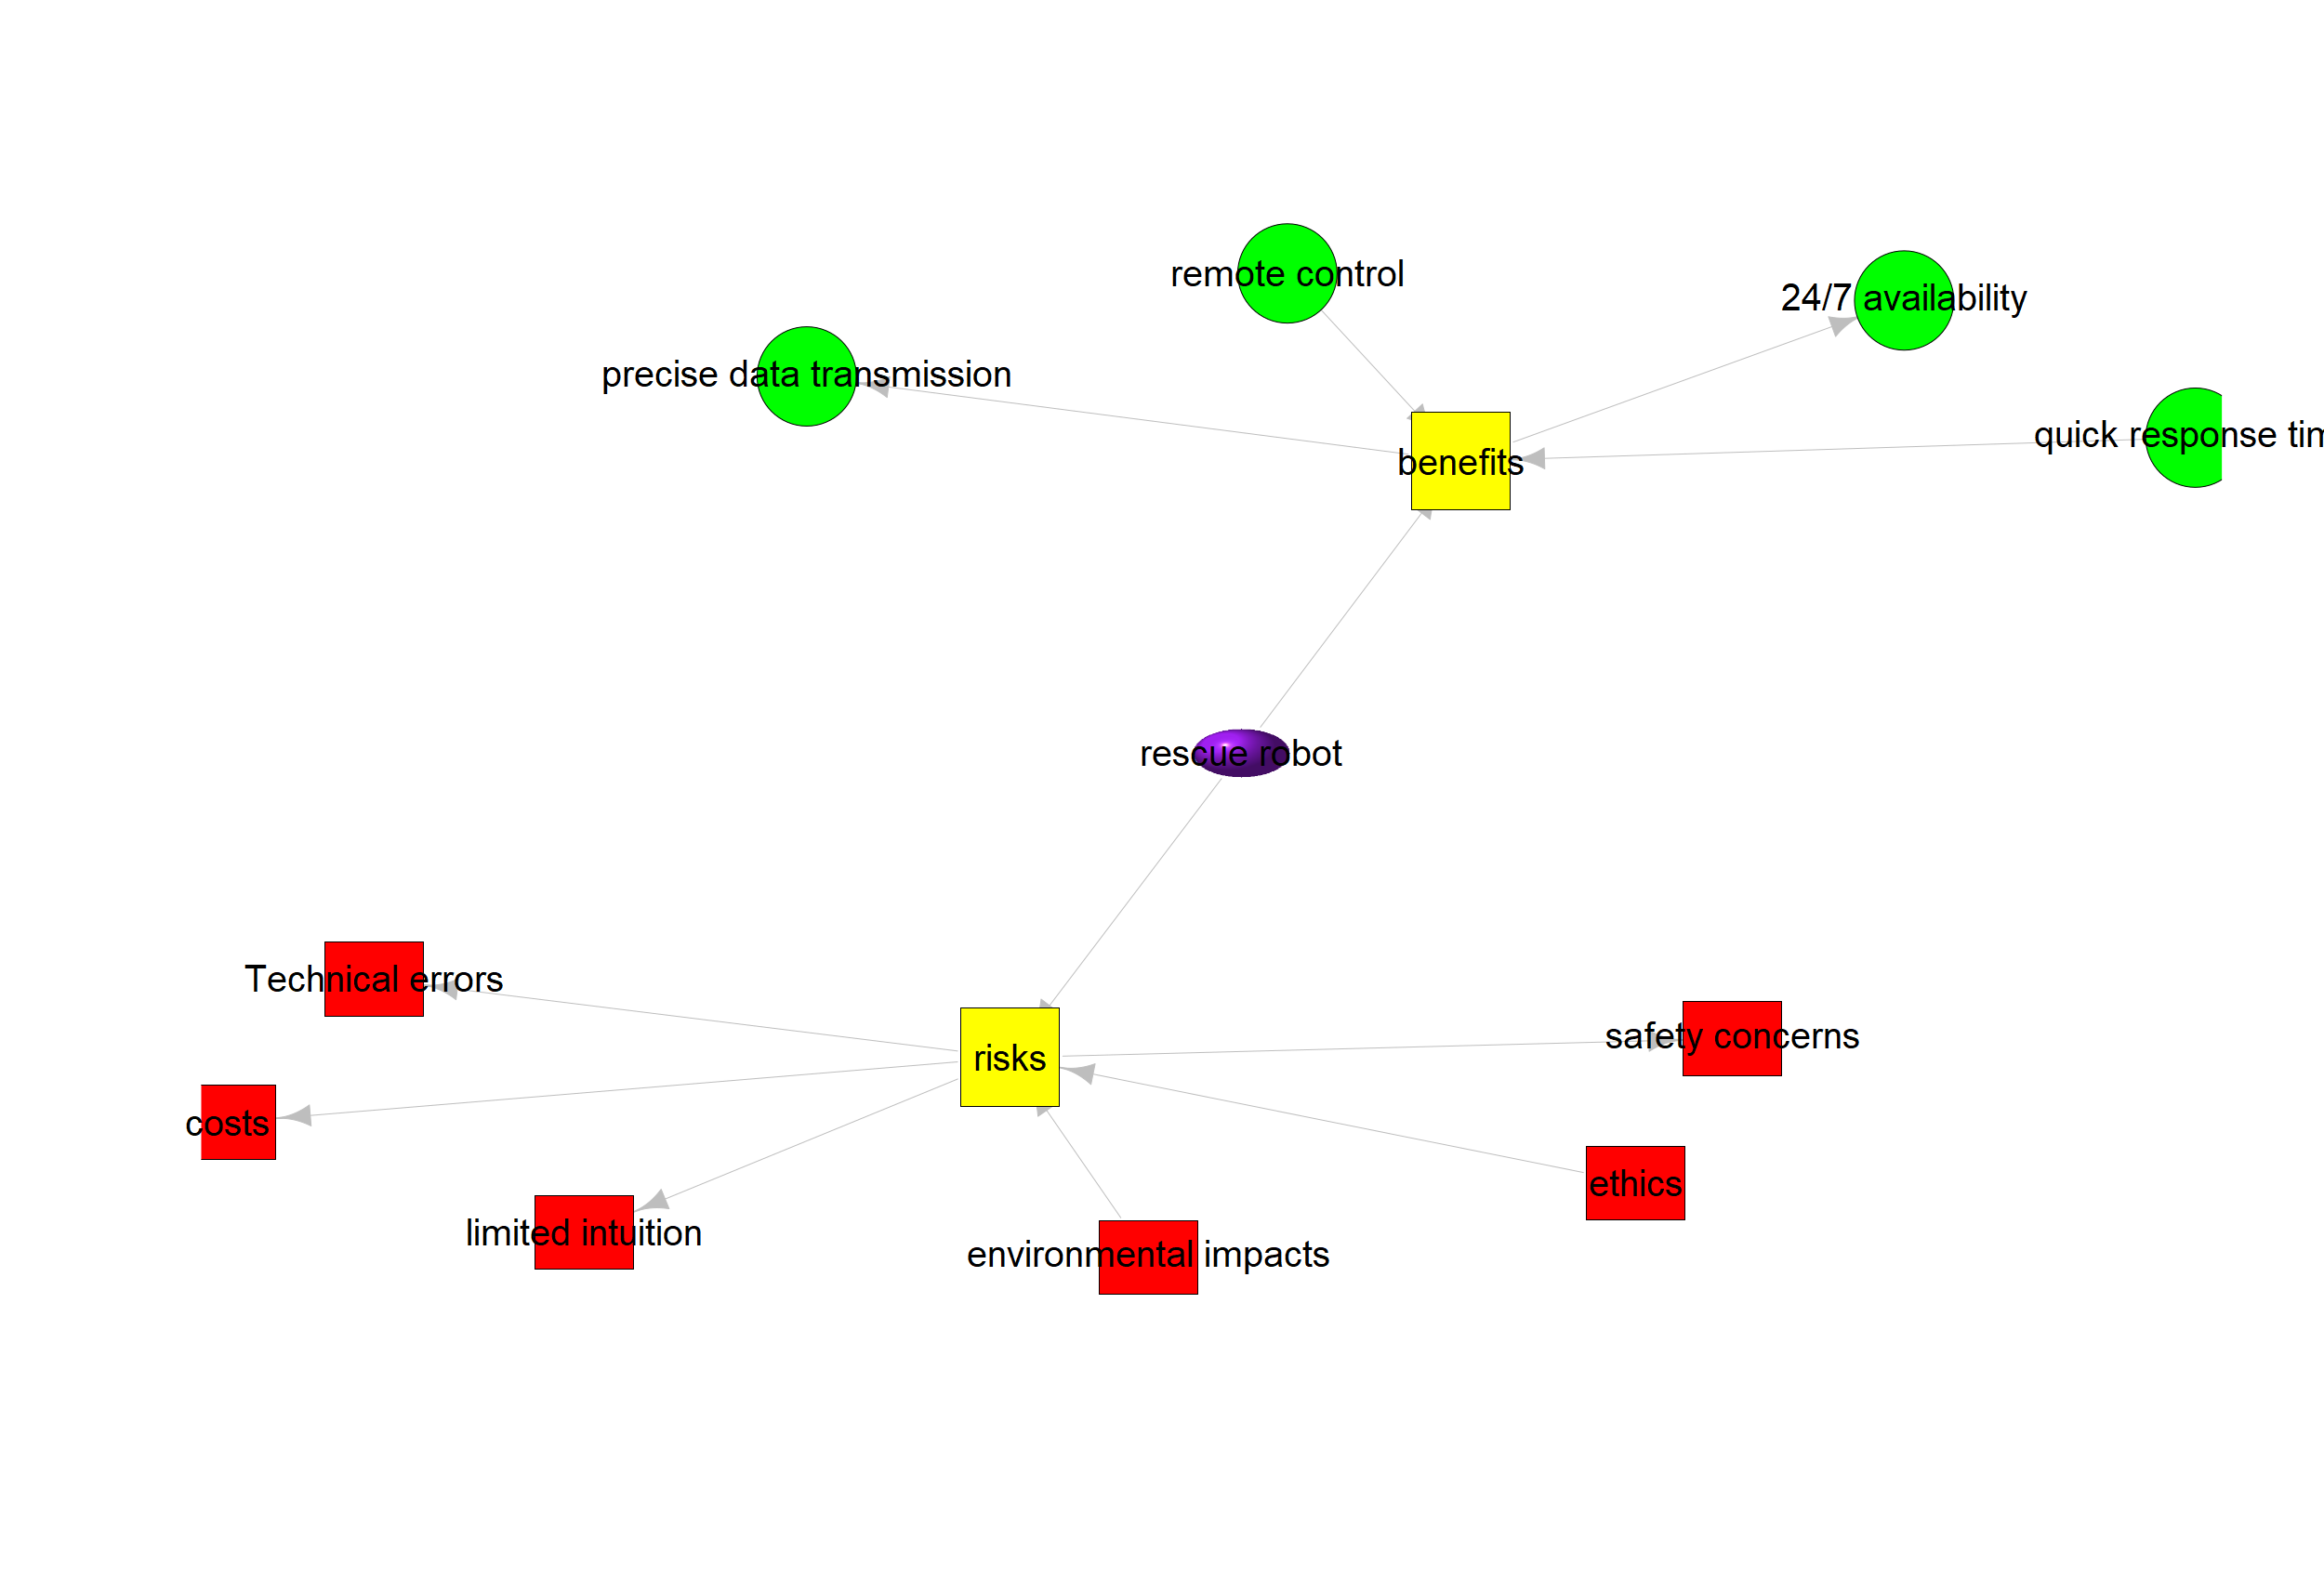 remote control
24/7 availability
precise data transmission
quick response tim
benefits
rescue robot
Technical errors
risks
safety concerns
costs
ethics
limited intuition
environmental impacts